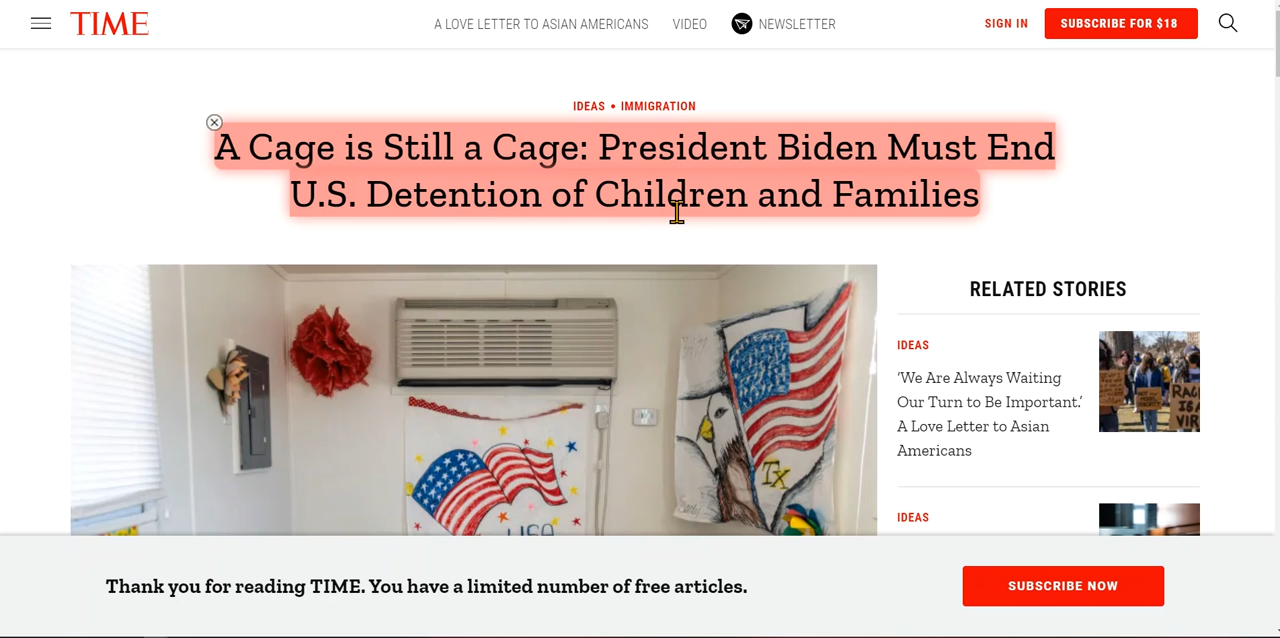 TIME
A LOVE LETTER TO ASIAN AMERICANS
VIDEO
NEWSLETTER
SIGN IN
SUBSCRIBE FOR $18
IDEAS • IMMIGRATION
A Cage is Still a Cage: President Biden Must End
U.S. Detention of Children and Families
TX
USA
RELATED STORIES
IDEAS
‘We Are Always Waiting
Our Turn to Be Important.’
A Love Letter to Asian
Americans
IDEAS
Thank you for reading TIME. You have a limited number of free articles.
SUBSCRIBE NOW